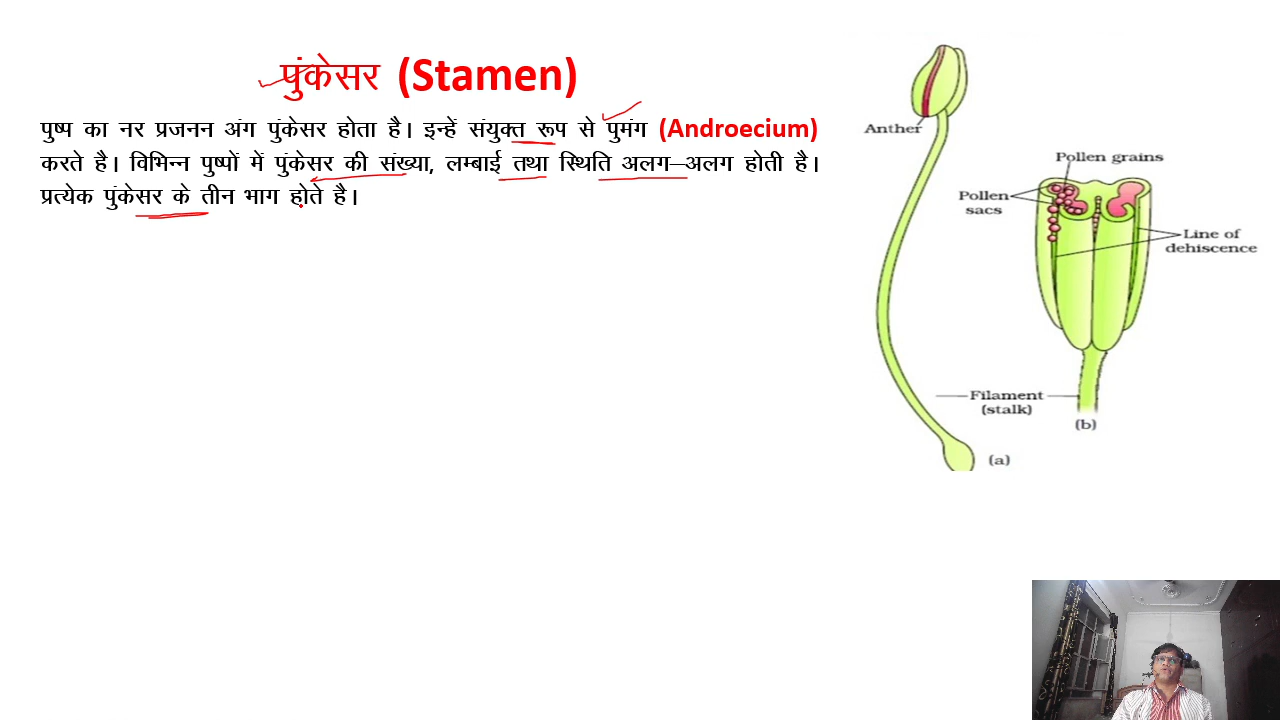 पुंकेसर (Stamen)
पुष्प का नर प्रजनन अंग पुंकेसर होता है। इन्हें संयुक्त रूप से पुमंग (Androecium)
करते है। विभिन्न पुष्पों में पुंकेसर की संख्या, लम्बाई तथा स्थिति अलग–अलग होती है।
प्रत्येक पुंकेसर के तीन भाग होते है।
Anther
Pollen grains
Pollen
sacs
Line of
dehiscence
Filament
(stalk)
(b)
(a)